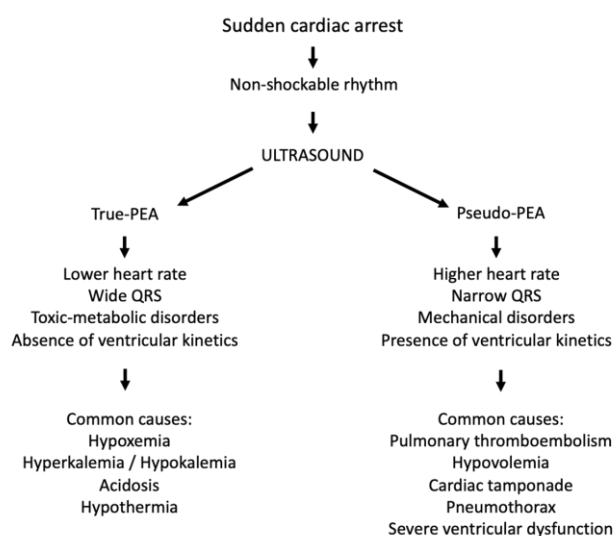 Sudden cardiac arrest
Non-shockable rhythm
ULTRASOUND
True-PEA
Lower heart rate
Wide QRS
Toxic-metabolic disorders
Absence of ventricular kinetics
Common causes:
Hypoxemia
Hyperkalemia / Hypokalemia
Acidosis
Hypothermia
Pseudo-PEA
Higher heart rate
Narrow QRS
Mechanical disorders
Presence of ventricular kinetics
Common causes:
Pulmonary thromboembolism
Hypovolemia
Cardiac tamponade
Pneumothorax
Severe ventricular dysfunction